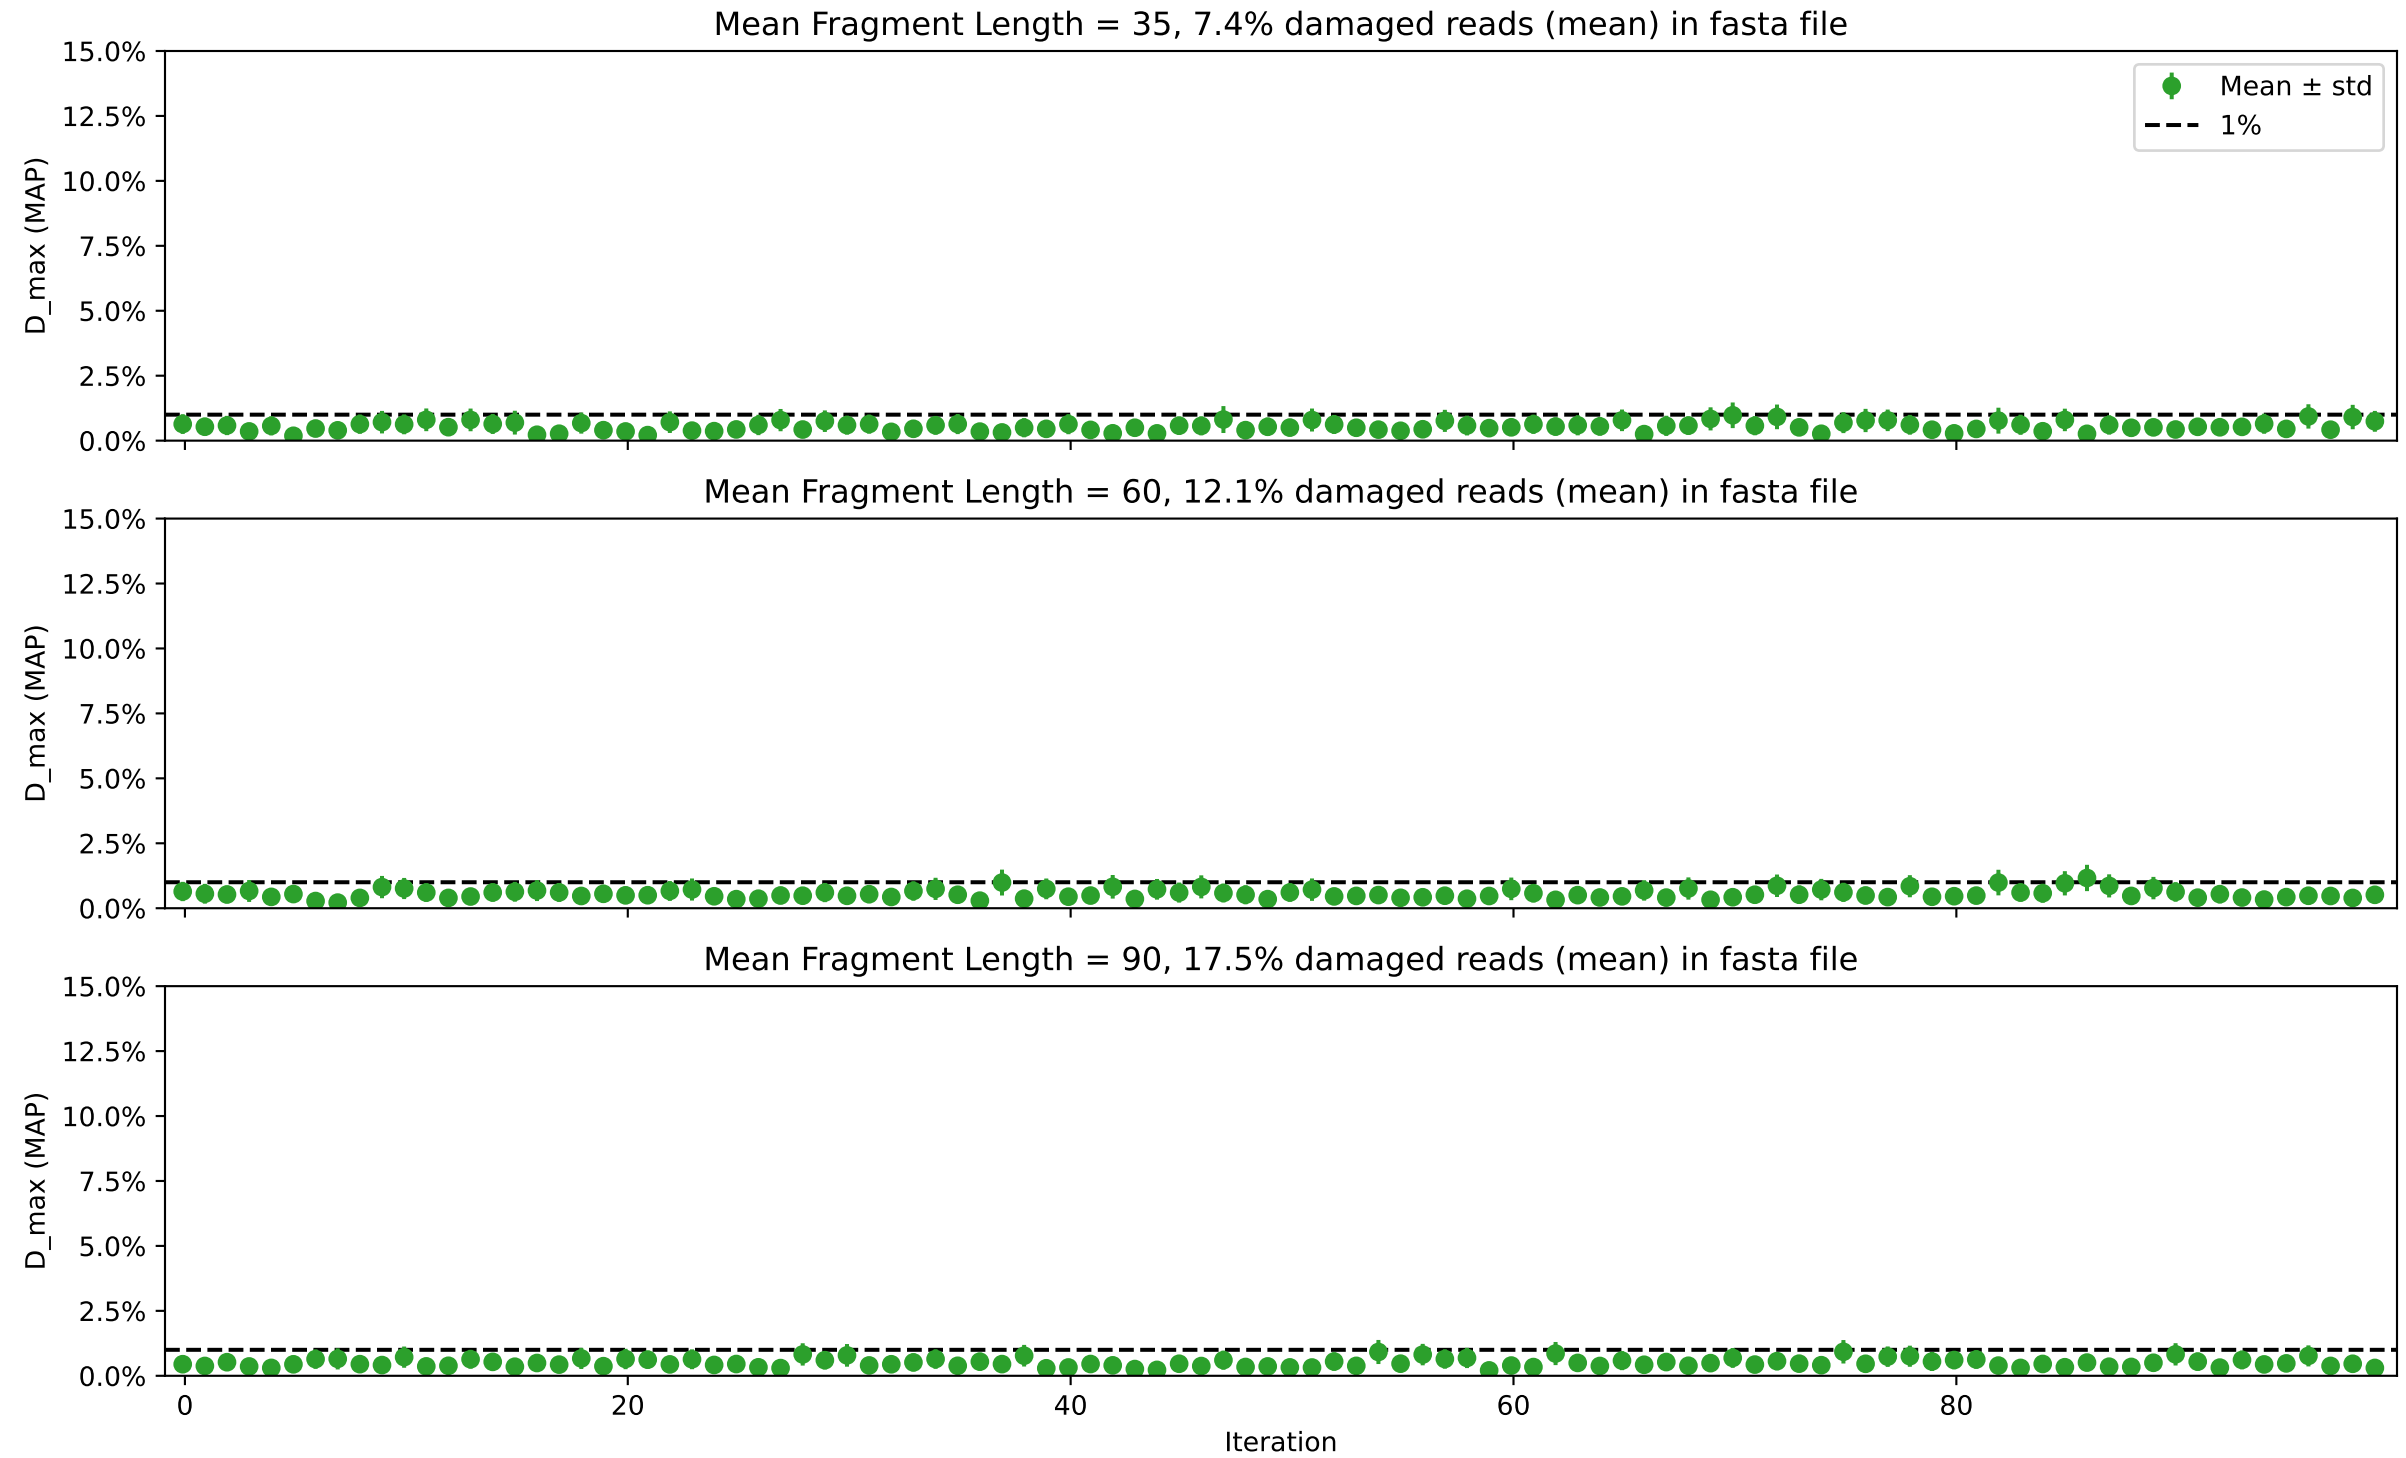 Mean Fragment Length = 35, 7.4% damaged reads (mean) in fasta file
15.0%
12.5%
10.0%
7.5%
5.0%
2.5%
0.0%
D_max (MAP)
Mean ± std
1%
Mean Fragment Length = 60, 12.1% damaged reads (mean) in fasta file
15.0%
12.5%
10.0%
7.5%
5.0%
2.5%
0.0%
D_max (MAP)
Mean Fragment Length = 90, 17.5% damaged reads (mean) in fasta file
15.0%
12.5%
10.0%
7.5%
5.0%
2.5%
0.0%
D_max (MAP)
0 20 40 60 80
Iteration